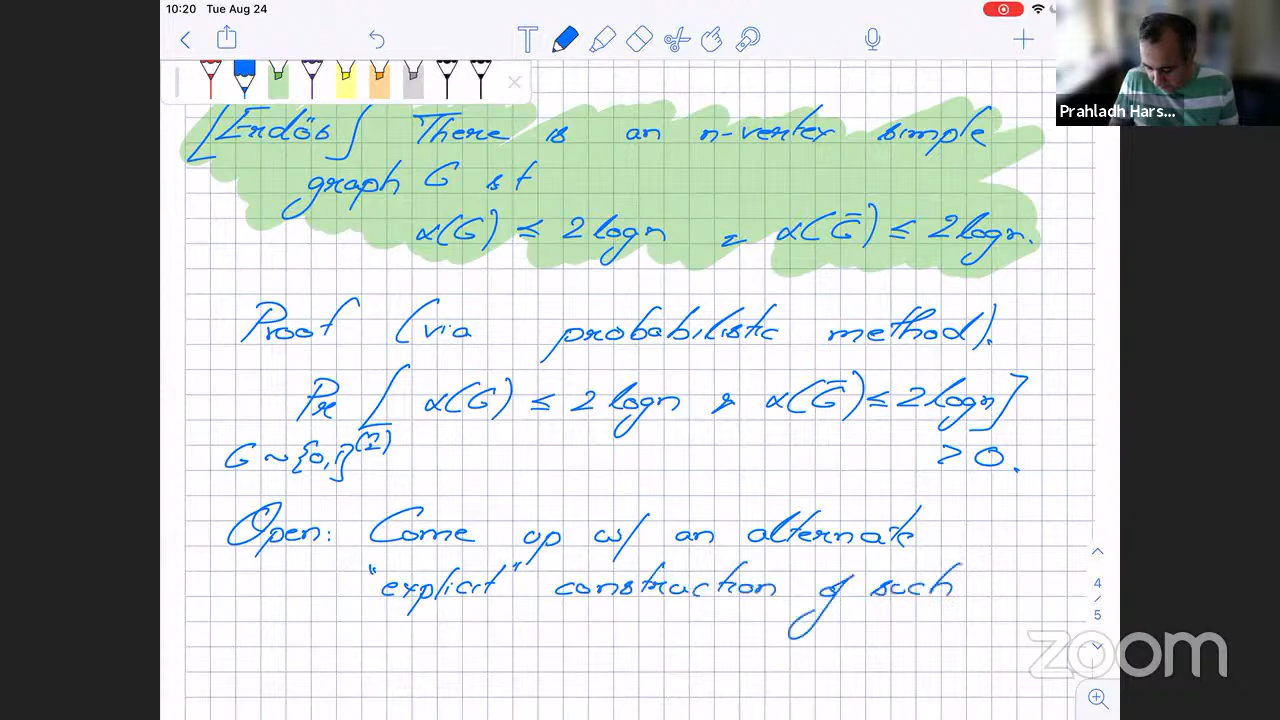 10:20 Tue Aug 24
Prahladh Hars...
[Erdös] There is an n-vertex simple
graph G st
α(G) ≤ 2 log n & α(Ḡ) ≤ 2 log n.
Proof (via probabilistic method).
Pr [ α(G) ≤ 2 log n & α(Ḡ) ≤ 2 log n ]
G ~ {0,1}^(n 2) > 0.
Open: Come up w/ an alternate
"explicit" construction of such
4
/
5
zoom